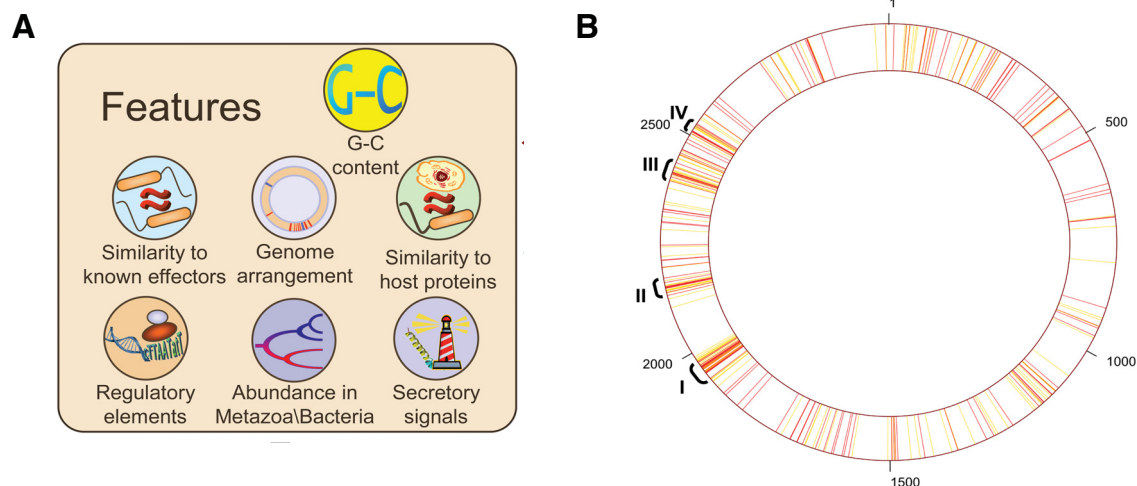 A
Features
G-C
G-C
content
Similarity to
known effectors
Genome
arrangement
Similarity to
host proteins
cTTAATatT
Regulatory
elements
Abundance in
Metazoa\Bacteria
Secretory
signals
B
1
500
1000
1500
2000
2500
I
II
III
IV